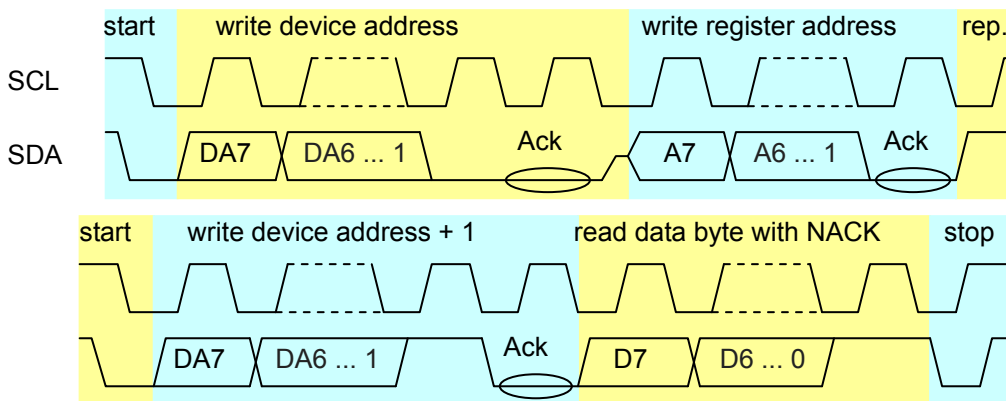 start write device address write register address rep.
SCL
SDA DA7 DA6 ... 1 Ack A7 A6 ... 1 Ack
start write device address + 1 read data byte with NACK stop
DA7 DA6 ... 1 Ack D7 D6 ... 0